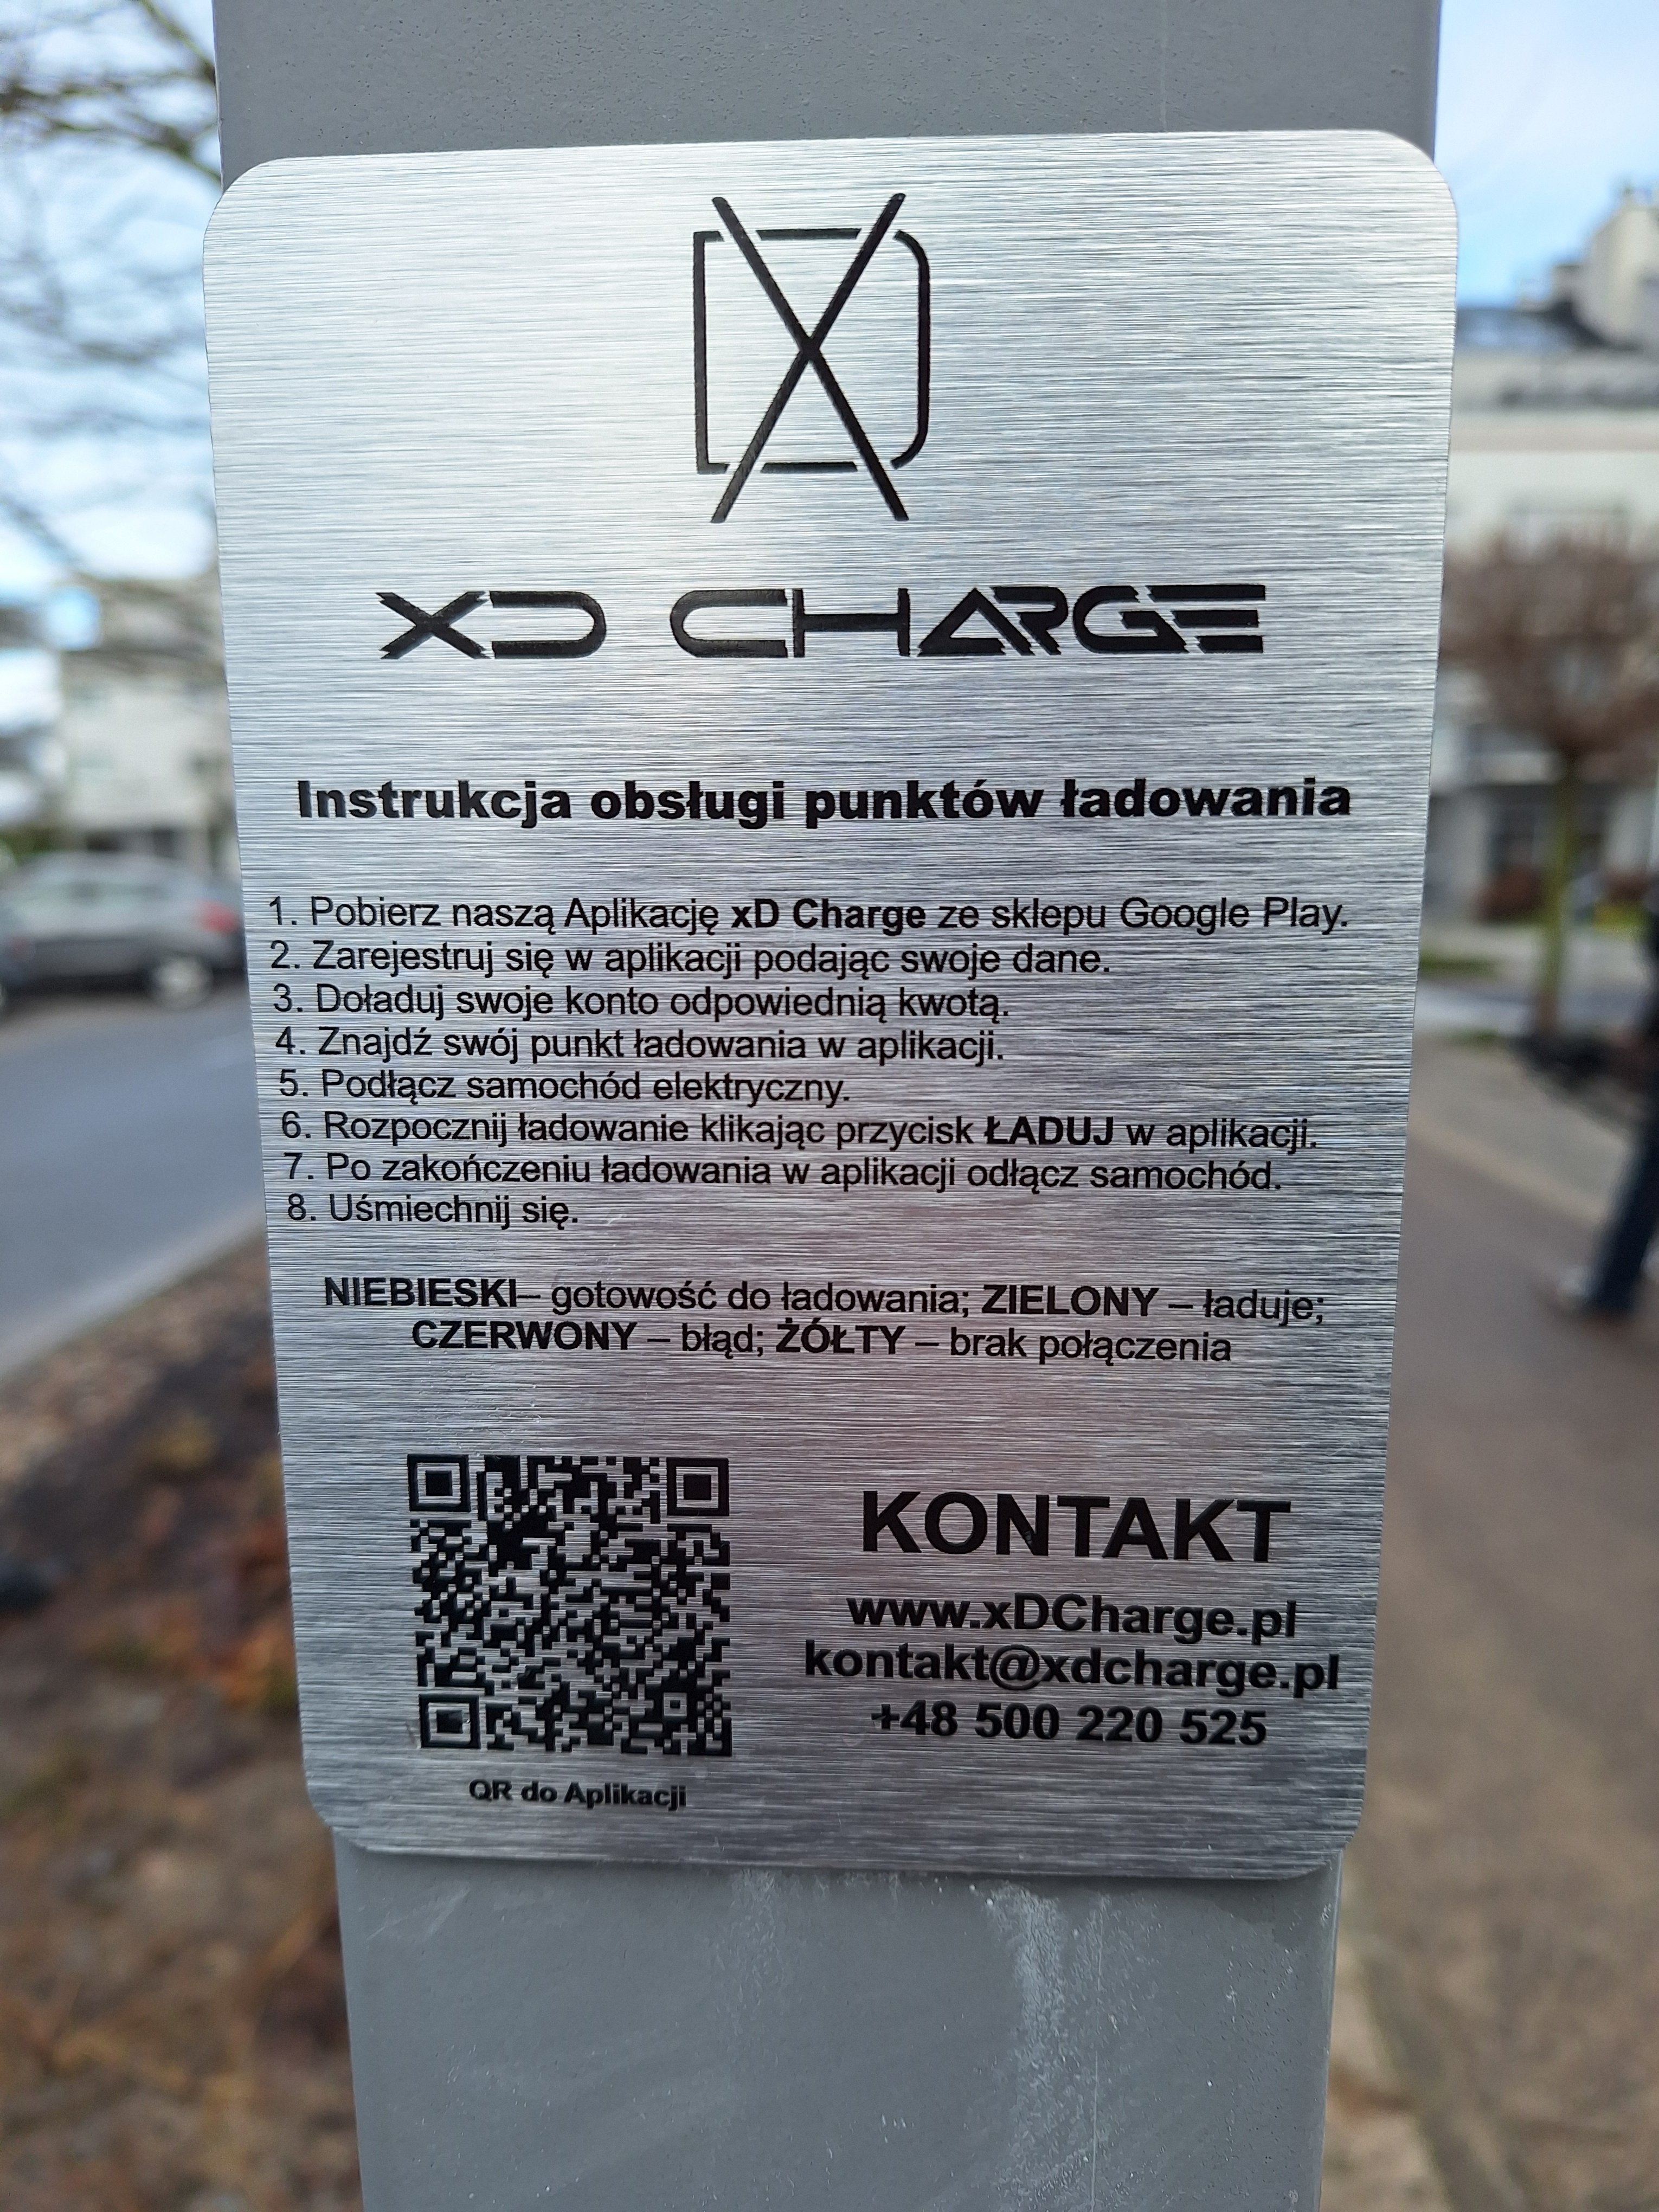 XD CHARGE
Instrukcja obsługi punktów ładowania
1. Pobierz naszą Aplikację xD Charge ze sklepu Google Play.
2. Zarejestruj się w aplikacji podając swoje dane.
3. Doładuj swoje konto odpowiednią kwotą.
4. Znajdź swój punkt ładowania w aplikacji.
5. Podłącz samochód elektryczny.
6. Rozpocznij ładowanie klikając przycisk ŁADUJ w aplikacji.
7. Po zakończeniu ładowania w aplikacji odłącz samochód.
8. Uśmiechnij się.
NIEBIESKI– gotowość do ładowania; ZIELONY – ładuje;
CZERWONY – błąd; ŻÓŁTY – brak połączenia
KONTAKT
www.xDCharge.pl
kontakt@xdcharge.pl
+48 500 220 525
QR do Aplikacji